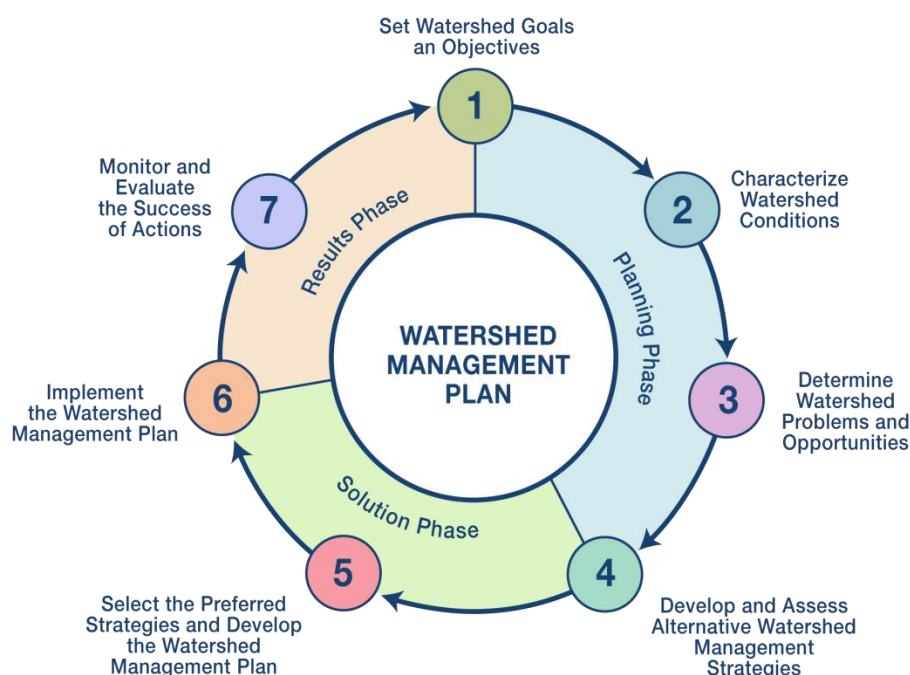 Set Watershed Goals
an Objectives
1
Characterize
Watershed
Conditions
2
Determine
Watershed
Problems and
Opportunities
3
Develop and Assess
Alternative Watershed
Management
Strategies
4
Select the Preferred
Strategies and Develop
the Watershed
Management Plan
5
Implement
the Watershed
Management Plan
6
Monitor and
Evaluate
the Success
of Actions
7
Planning Phase
Solution Phase
Results Phase
WATERSHED
MANAGEMENT
PLAN